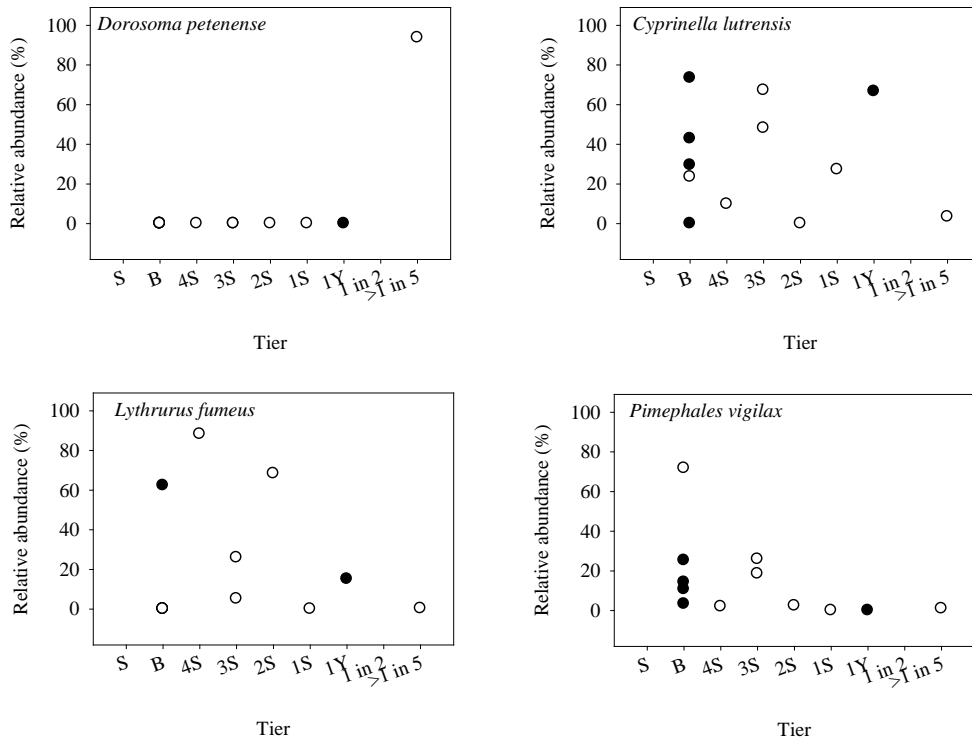 Dorosoma petenense
Relative abundance (%)
100
80
60
40
20
0
S B 4S 3S 2S 1S 1Y 1 in 2 >1 in 5
Tier
Cyprinella lutrensis
Relative abundance (%)
100
80
60
40
20
0
S B 4S 3S 2S 1S 1Y 1 in 2 >1 in 5
Tier
Lythrurus fumeus
Relative abundance (%)
100
80
60
40
20
0
S B 4S 3S 2S 1S 1Y 1 in 2 >1 in 5
Tier
Pimephales vigilax
Relative abundance (%)
100
80
60
40
20
0
S B 4S 3S 2S 1S 1Y 1 in 2 >1 in 5
Tier